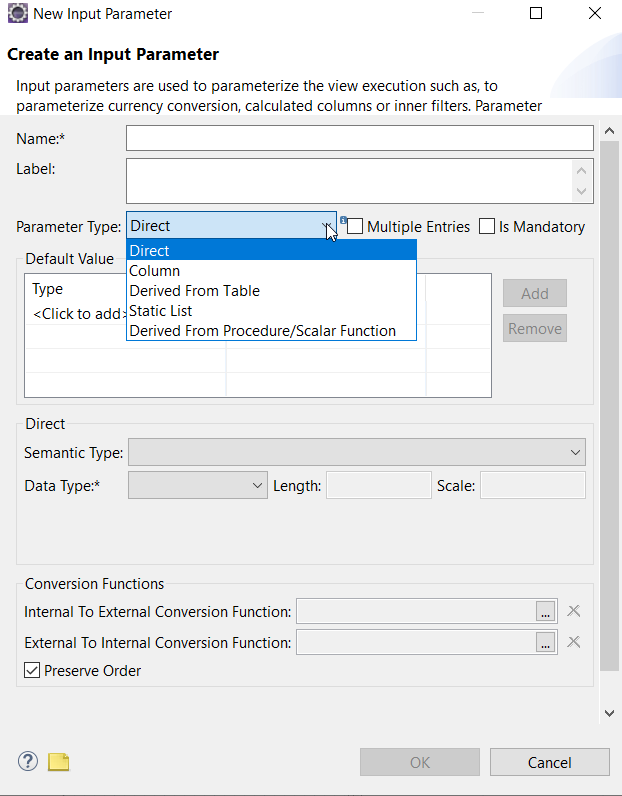 New Input Parameter
Create an Input Parameter
Input parameters are used to parameterize the view execution such as, to
parameterize currency conversion, calculated columns or inner filters. Parameter
Name:*
Label:
Parameter Type: Direct Multiple Entries Is Mandatory
Direct
Column
Derived From Table
Static List
Derived From Procedure/Scalar Function
Default Value
Type
<Click to add>
Add
Remove
Direct
Semantic Type:
Data Type:* Length: Scale:
Conversion Functions
Internal To External Conversion Function: ...
External To Internal Conversion Function: ...
Preserve Order
? OK Cancel